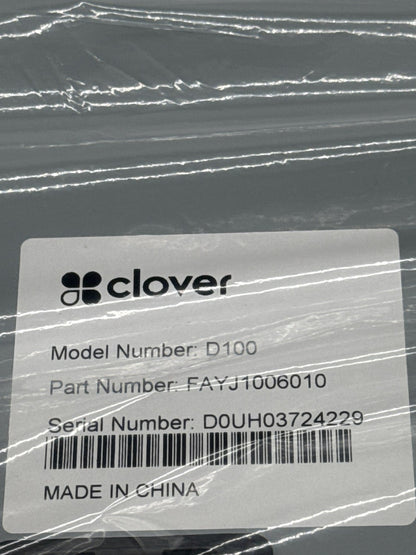 clover
Model Number: D100
Part Number: FAYJ1006010
Serial Number: D0UH03724229
MADE IN CHINA